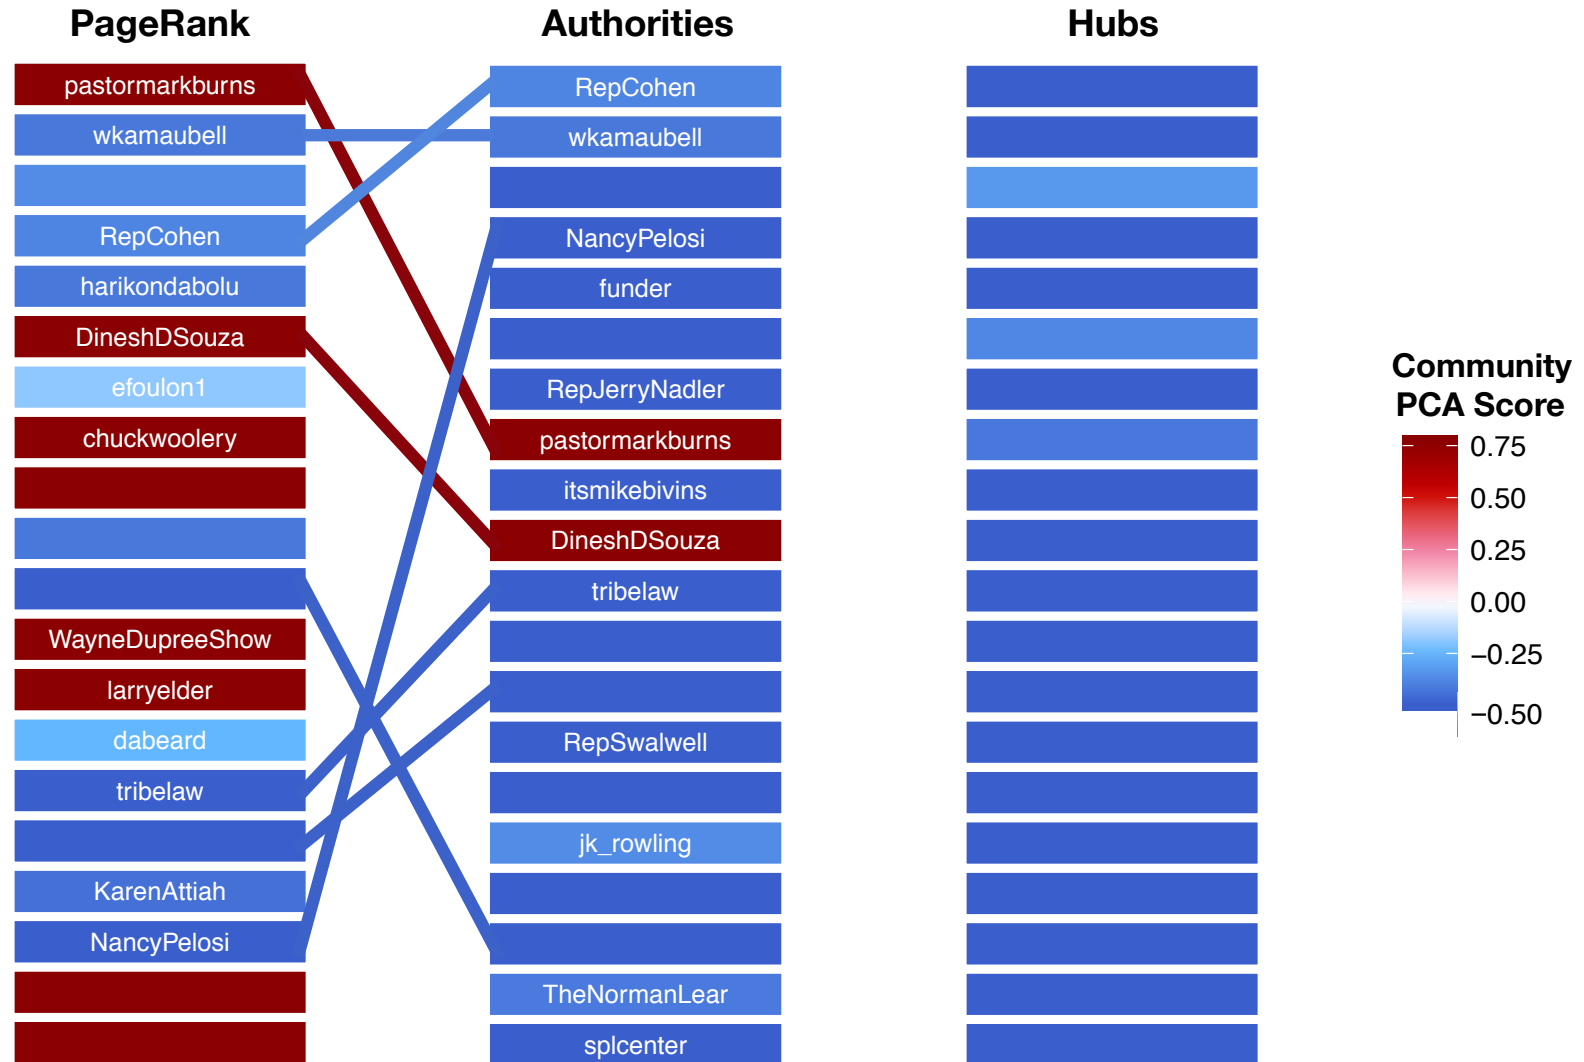 PageRank
Authorities
Hubs
pastormarkburns
wkamaubell
RepCohen
harikondabolu
DineshDSouza
efoulon1
chuckwoolery
WayneDupreeShow
larryelder
dabeard
tribelaw
KarenAttiah
NancyPelosi
RepCohen
wkamaubell
NancyPelosi
funder
RepJerryNadler
pastormarkburns
itsmikebivins
DineshDSouza
tribelaw
RepSwalwell
jk_rowling
TheNormanLear
splcenter
Community
PCA Score
0.75
0.50
0.25
0.00
−0.25
−0.50